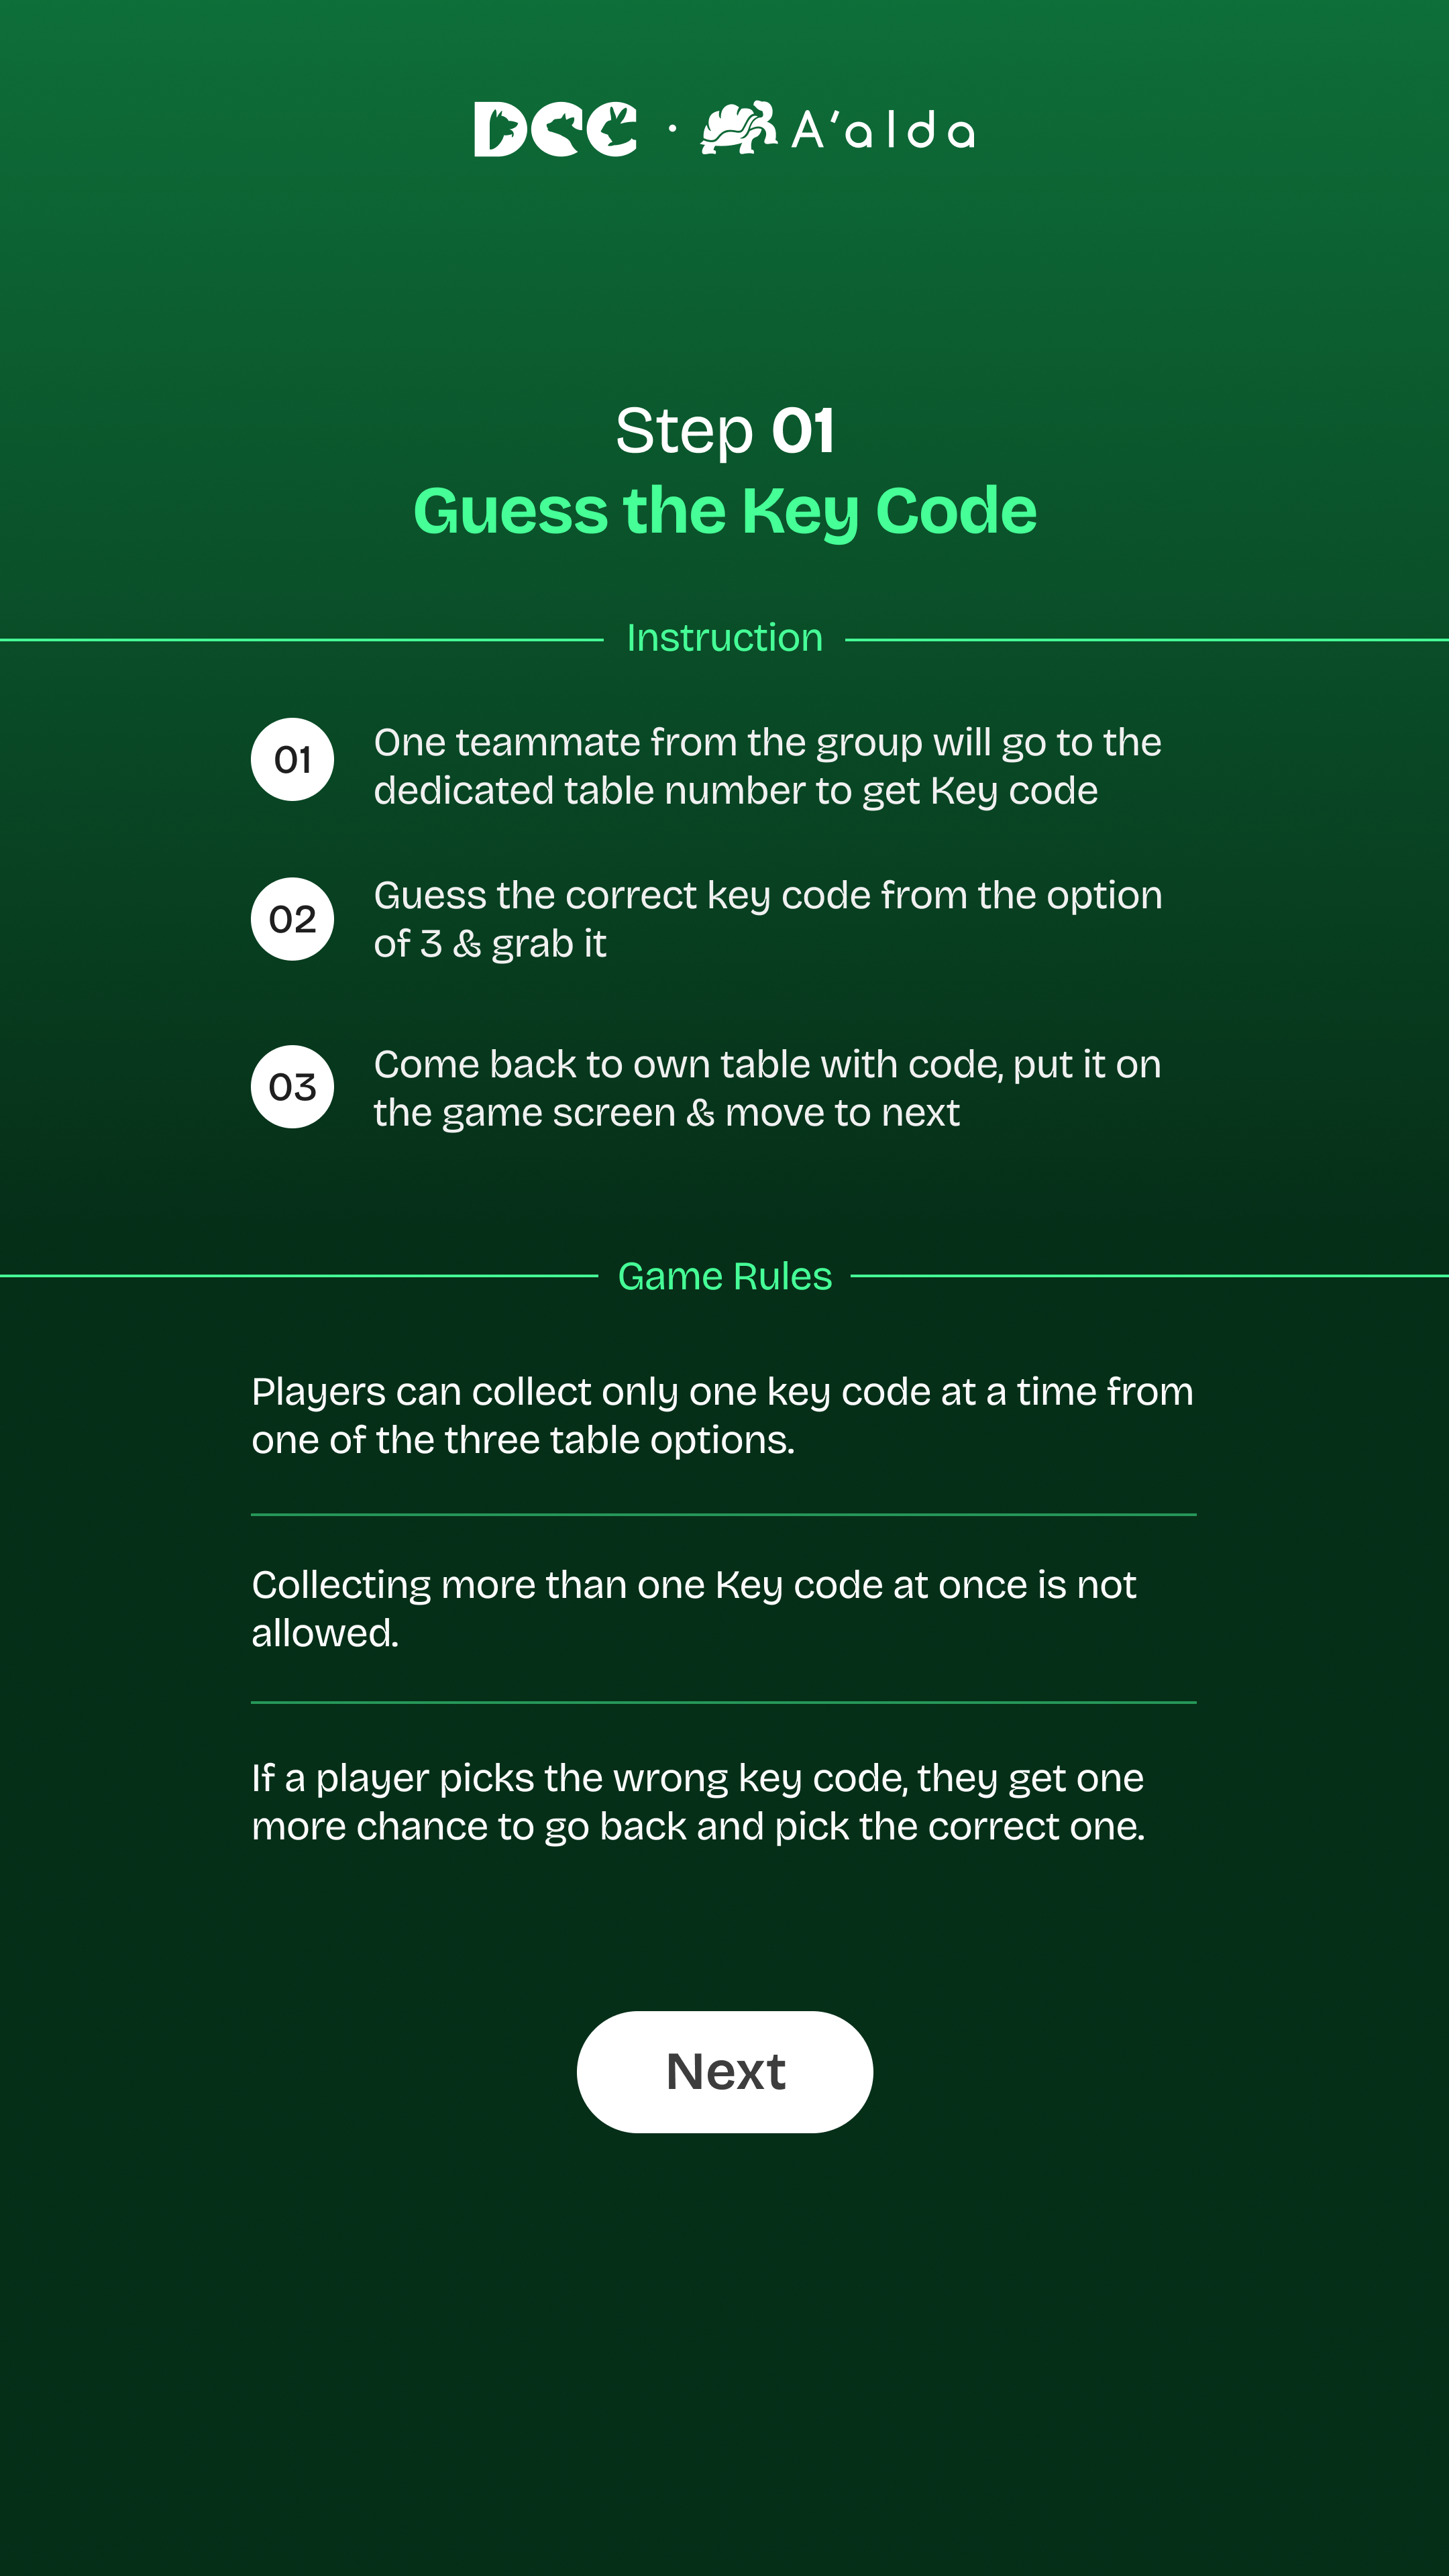 DCC · A'alda
Step 01
Guess the Key Code
Instruction
01
One teammate from the group will go to the
dedicated table number to get Key code
02
Guess the correct key code from the option
of 3 & grab it
03
Come back to own table with code, put it on
the game screen & move to next
Game Rules
Players can collect only one key code at a time from
one of the three table options.
Collecting more than one Key code at once is not
allowed.
If a player picks the wrong key code, they get one
more chance to go back and pick the correct one.
Next